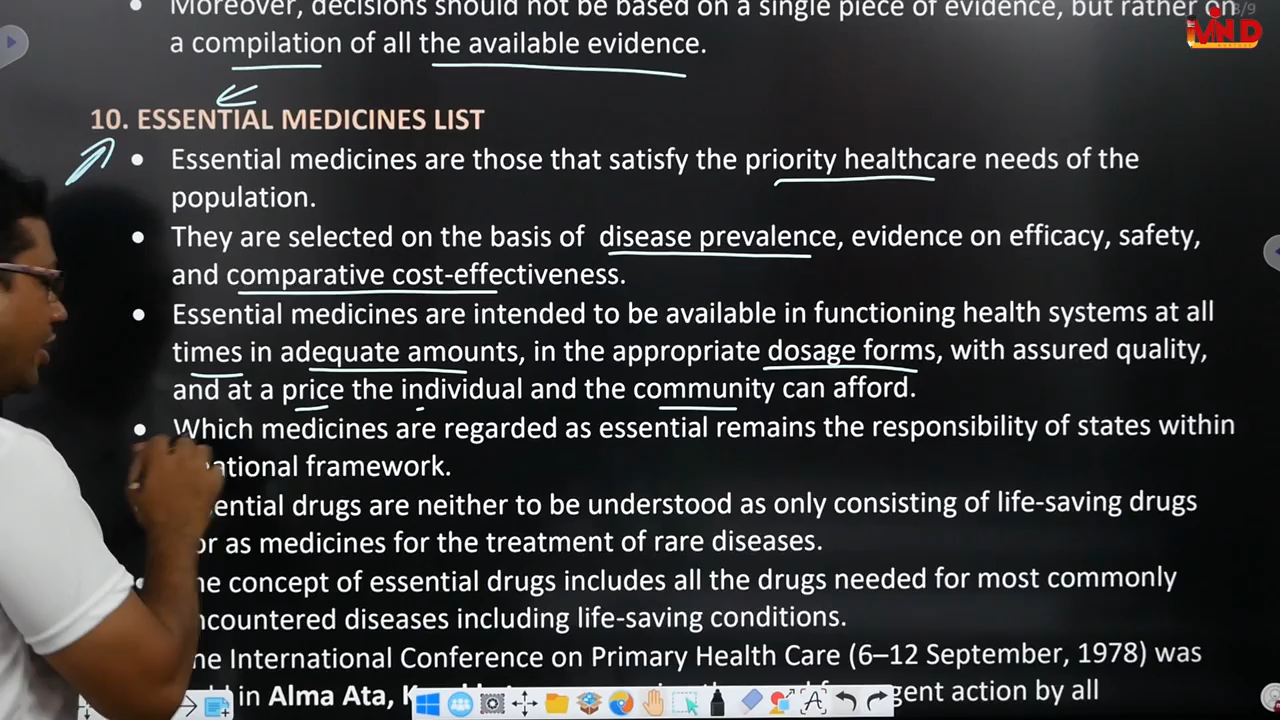 Moreover, decisions should not be based on a single piece of evidence, but rather on
a compilation of all the available evidence.
10. ESSENTIAL MEDICINES LIST
• Essential medicines are those that satisfy the priority healthcare needs of the
population.
• They are selected on the basis of disease prevalence, evidence on efficacy, safety,
and comparative cost-effectiveness.
• Essential medicines are intended to be available in functioning health systems at all
times in adequate amounts, in the appropriate dosage forms, with assured quality,
and at a price the individual and the community can afford.
• Which medicines are regarded as essential remains the responsibility of states within
national framework.
drugs are neither to be understood as only consisting of life-saving drugs
as medicines for the treatment of rare diseases.
concept of essential drugs includes all the drugs needed for most commonly
diseases including life-saving conditions.
International Conference on Primary Health Care (6–12 September, 1978) was
in Alma Ata, action by all